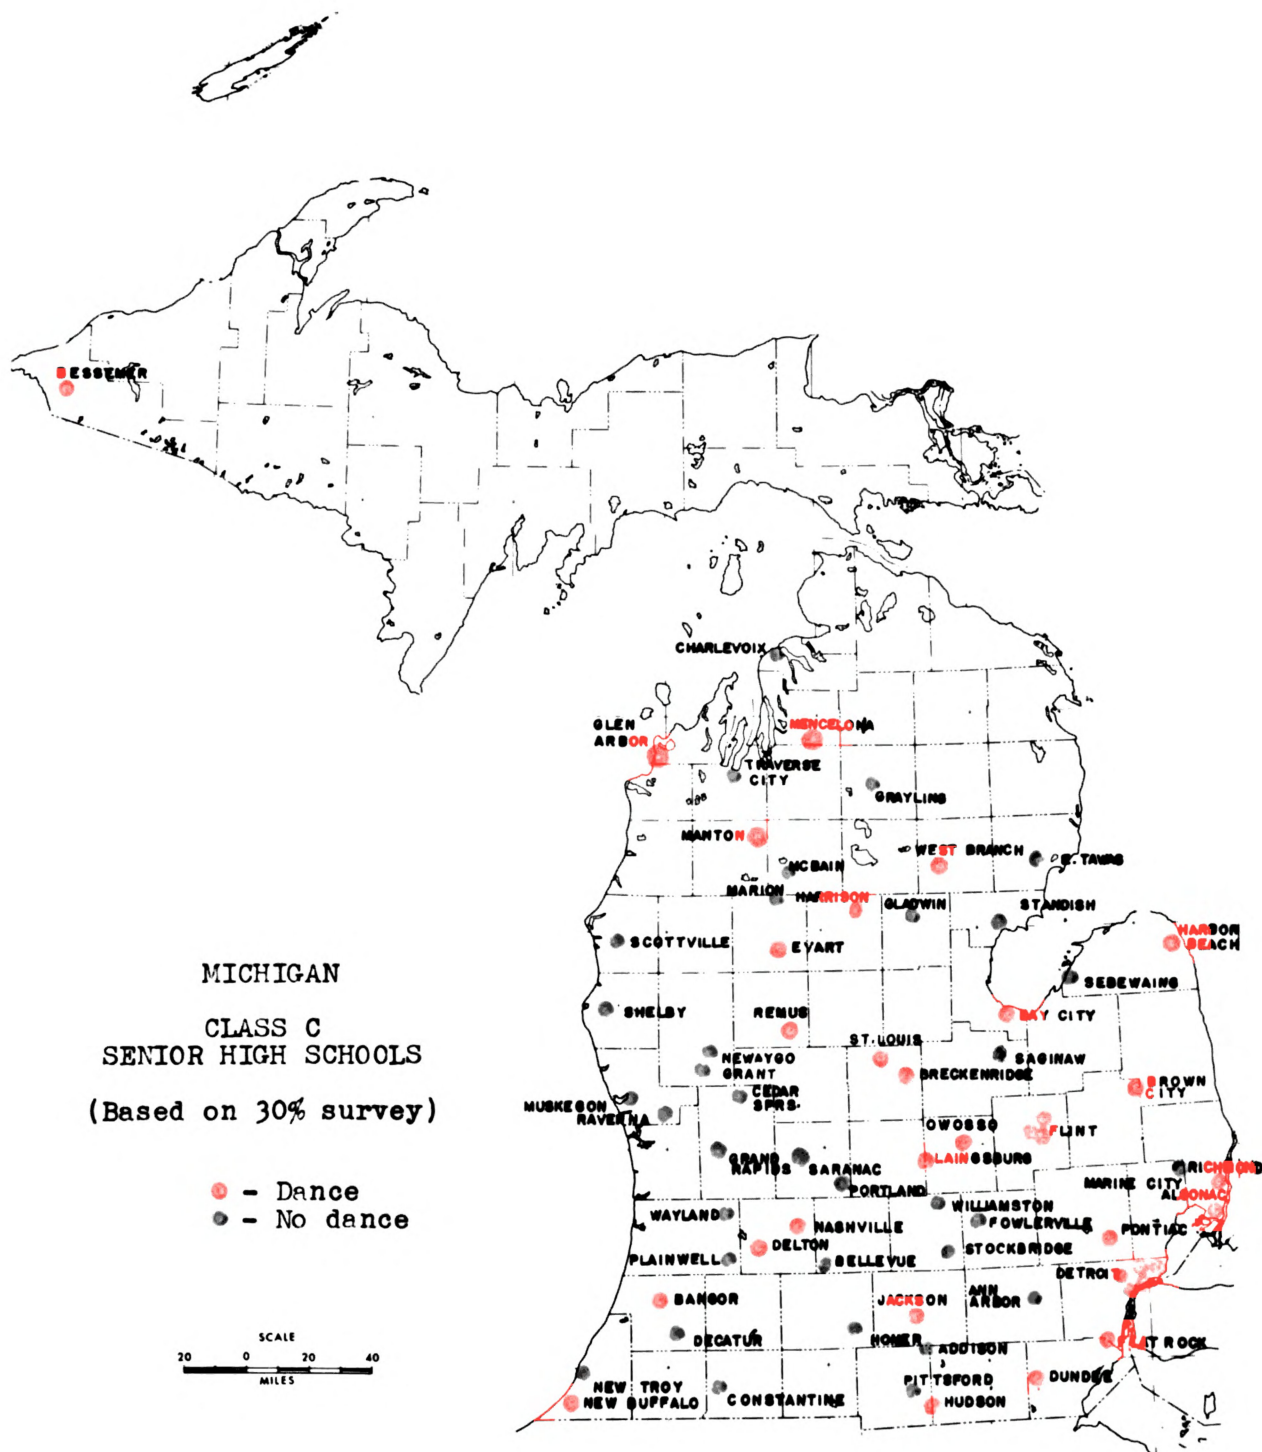 BESSEMER
CHARLEVOIX
GLEN
ARBOR
MENCELONA
TRAVERSE
CITY
GRAYLING
MANTON
WEST BRANCH
E. TAWAS
MCBAIN
MARION
HARRISON
GLADWIN
STANDISH
SCOTTVILLE
EVART
HARBON
BEACH
SEBEWAING
SHELBY
REMUS
BAY CITY
ST. LOUIS
NEWAYGO
GRANT
SAGINAW
BRECKENRIDGE
CEDAR
SPRS.
BROWN
CITY
MUSKEGON
RAVENNA
OWOSSO
FLINT
GRAND
RAPIDS
SARANAC
LAINGSBURG
RICHMOND
MARINE CITY
ALGONAC
PORTLAND
WAYLAND
WILLIAMSTON
NASHVILLE
FOWLERVILLE
PONTIAC
DELTON
STOCKBRIDGE
PLAINWELL
BELLEVUE
DETROIT
BANGOR
JACKSON
ANN
ARBOR
DECATUR
HOMER
ADDISON
FLAT ROCK
PITTSFORD
DUNDEE
NEW TROY
NEW BUFFALO
CONSTANTINE
HUDSON
MICHIGAN
CLASS C
SENIOR HIGH SCHOOLS
(Based on 30% survey)
- Dance
- No dance
SCALE
20 0 20 40
MILES